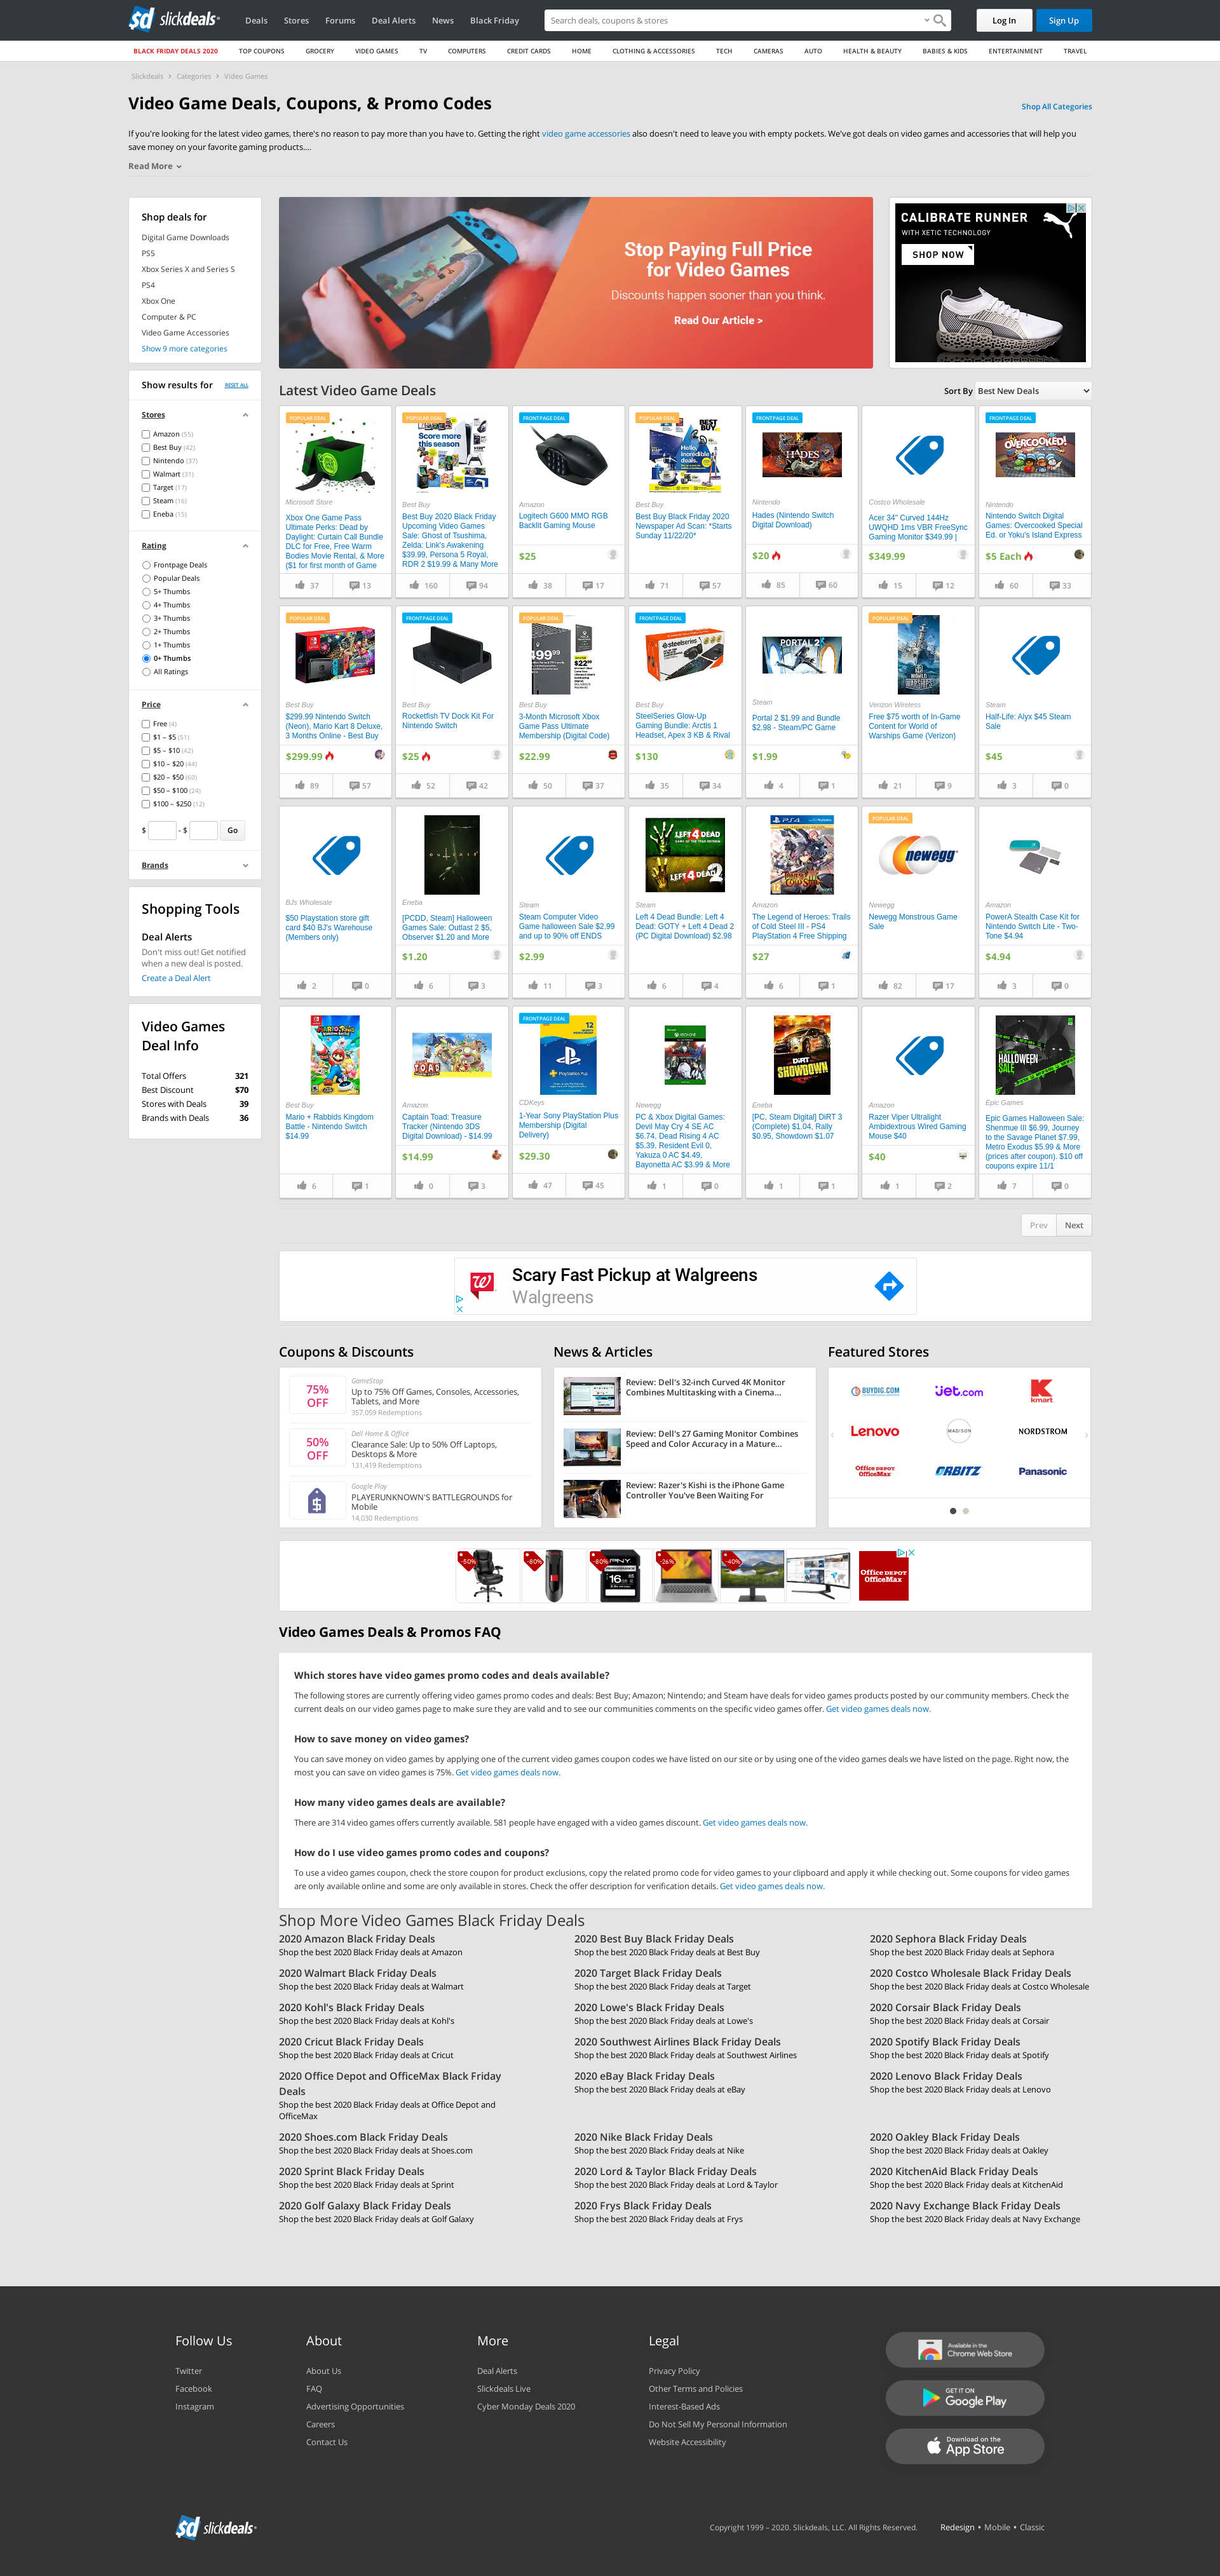 slickdeals
Deals
Stores
Forums
Deal Alerts
News
Black Friday
Search deals, coupons & stores
Log In
Sign Up
BLACK FRIDAY DEALS 2020
TOP COUPONS
GROCERY
VIDEO GAMES
TV
COMPUTERS
CREDIT CARDS
HOME
CLOTHING & ACCESSORIES
TECH
CAMERAS
AUTO
HEALTH & BEAUTY
BABIES & KIDS
ENTERTAINMENT
TRAVEL
Slickdeals › Categories › Video Games
Video Game Deals, Coupons, & Promo Codes
Shop All Categories
If you're looking for the latest video games, there's no reason to pay more than you have to. Getting the right video game accessories also doesn't need to leave you with empty pockets. We've got deals on video games and accessories that will help you
save money on your favorite gaming products....
Read More
Shop deals for
Digital Game Downloads
PS5
Xbox Series X and Series S
PS4
Xbox One
Computer & PC
Video Game Accessories
Show 9 more categories
Show results for
RESET ALL
Stores
Amazon (55)
Best Buy (42)
Nintendo (37)
Walmart (31)
Target (17)
Steam (16)
Eneba (15)
Rating
Frontpage Deals
Popular Deals
5+ Thumbs
4+ Thumbs
3+ Thumbs
2+ Thumbs
1+ Thumbs
0+ Thumbs
All Ratings
Price
Free (4)
$1 – $5 (51)
$5 – $10 (42)
$10 – $20 (44)
$20 – $50 (60)
$50 – $100 (24)
$100 – $250 (12)
$ - $ Go
Brands
Shopping Tools
Deal Alerts
Don't miss out! Get notified
when a new deal is posted.
Create a Deal Alert
Video Games
Deal Info
Total Offers 321
Best Discount $70
Stores with Deals 39
Brands with Deals 36
Stop Paying Full Price
for Video Games
Discounts happen sooner than you think.
Read Our Article >
CALIBRATE RUNNER
WITH XETIC TECHNOLOGY
SHOP NOW
Latest Video Game Deals
Sort By Best New Deals
POPULAR DEAL
Microsoft Store
Xbox One Game Pass
Ultimate Perks: Dead by
Daylight: Curtain Call Bundle
DLC for Free, Free Warm
Bodies Movie Rental, & More
($1 for first month of Game
37 13
POPULAR DEAL
Score more
this season
Best Buy
Best Buy 2020 Black Friday
Upcoming Video Games
Sale: Ghost of Tsushima,
Zelda: Link's Awakening
$39.99, Persona 5 Royal,
RDR 2 $19.99 & Many More
160 94
FRONTPAGE DEAL
Amazon
Logitech G600 MMO RGB
Backlit Gaming Mouse
$25
38 17
POPULAR DEAL
BEST BUY
Hello, incredible deals.
Best Buy
Best Buy Black Friday 2020
Newspaper Ad Scan: *Starts
Sunday 11/22/20*
71 57
FRONTPAGE DEAL
HADES
Nintendo
Hades (Nintendo Switch
Digital Download)
$20
85 60
Costco Wholesale
Acer 34" Curved 144Hz
UWQHD 1ms VBR FreeSync
Gaming Monitor $349.99 |
$349.99
15 12
FRONTPAGE DEAL
OVERCOOKED!
Nintendo
Nintendo Switch Digital
Games: Overcooked Special
Ed. or Yoku's Island Express
$5 Each
60 33
POPULAR DEAL
Best Buy
$299.99 Nintendo Switch
(Neon), Mario Kart 8 Deluxe,
3 Months Online - Best Buy
$299.99
89 57
FRONTPAGE DEAL
Best Buy
Rocketfish TV Dock Kit For
Nintendo Switch
$25
52 42
POPULAR DEAL
499.99
$22.99
Best Buy
3-Month Microsoft Xbox
Game Pass Ultimate
Membership (Digital Code)
$22.99
50 37
FRONTPAGE DEAL
steelseries
Best Buy
SteelSeries Glow-Up
Gaming Bundle: Arctis 1
Headset, Apex 3 KB & Rival
$130
35 34
PORTAL 2
Steam
Portal 2 $1.99 and Bundle
$2.98 - Steam/PC Game
$1.99
4 1
POPULAR DEAL
WORLD WARSHIPS
Verizon Wireless
Free $75 worth of In-Game
Content for World of
Warships Game (Verizon)
21 9
Steam
Half-Life: Alyx $45 Steam
Sale
$45
3 0
BJs Wholesale
$50 Playstation store gift
card $40 BJ's Warehouse
(Members only)
2 0
OUTLAST
Eneba
[PCDD, Steam] Halloween
Games Sale: Outlast 2 $5,
Observer $1.20 and More
$1.20
6 3
Steam
Steam Computer Video
Game halloween Sale $2.99
and up to 90% off ENDS
$2.99
11 3
LEFT 4 DEAD
LEFT 4 DEAD 2
Steam
Left 4 Dead Bundle: Left 4
Dead: GOTY + Left 4 Dead 2
(PC Digital Download) $2.98
6 4
PS4
Amazon
The Legend of Heroes: Trails
of Cold Steel III - PS4
PlayStation 4 Free Shipping
$27
6 1
POPULAR DEAL
newegg
Newegg
Newegg Monstrous Game
Sale
82 17
Amazon
PowerA Stealth Case Kit for
Nintendo Switch Lite - Two-
Tone $4.94
$4.94
3 0
Best Buy
Mario + Rabbids Kingdom
Battle - Nintendo Switch
$14.99
6 1
TOAD
Amazon
Captain Toad: Treasure
Tracker (Nintendo 3DS
Digital Download) - $14.99
$14.99
0 3
FRONTPAGE DEAL
12
PlayStation Plus
CDKeys
1-Year Sony PlayStation Plus
Membership (Digital
Delivery)
$29.30
47 45
Newegg
PC & Xbox Digital Games:
Devil May Cry 4 SE AC
$6.74, Dead Rising 4 AC
$5.39, Resident Evil 0,
Yakuza 0 AC $4.49,
Bayonetta AC $3.99 & More
1 0
DiRT SHOWDOWN
Eneba
[PC, Steam Digital] DiRT 3
(Complete) $1.04, Rally
$0.95, Showdown $1.07
1 1
Amazon
Razer Viper Ultralight
Ambidextrous Wired Gaming
Mouse $40
$40
1 2
HALLOWEEN SALE
Epic Games
Epic Games Halloween Sale:
Shenmue III $6.99, Journey
to the Savage Planet $7.99,
Metro Exodus $5.99 & More
(prices after coupon). $10 off
coupons expire 11/1
7 0
Prev Next
Scary Fast Pickup at Walgreens
Walgreens
Coupons & Discounts
75% OFF
GameStop
Up to 75% Off Games, Consoles, Accessories,
Tablets, and More
357,059 Redemptions
50% OFF
Dell Home & Office
Clearance Sale: Up to 50% Off Laptops,
Desktops & More
131,419 Redemptions
Google Play
PLAYERUNKNOWN'S BATTLEGROUNDS for
Mobile
14,030 Redemptions
News & Articles
Review: Dell's 32-inch Curved 4K Monitor
Combines Multitasking with a Cinema...
Review: Dell's 27 Gaming Monitor Combines
Speed and Color Accuracy in a Mature...
Review: Razer's Kishi is the iPhone Game
Controller You've Been Waiting For
Featured Stores
BUYDIG.COM
jet.com
kmart
Lenovo
MADISON
NORDSTROM
Office DEPOT OfficeMax
ORBITZ
Panasonic
-50%
-80%
-80%
PNY 16
-26%
-40%
Office DEPOT OfficeMax
Video Games Deals & Promos FAQ
Which stores have video games promo codes and deals available?
The following stores are currently offering video games promo codes and deals: Best Buy; Amazon; Nintendo; and Steam have deals for video games products posted by our community members. Check the
current deals on our video games page to make sure they are valid and to see our communities comments on the specific video games offer. Get video games deals now.
How to save money on video games?
You can save money on video games by applying one of the current video games coupon codes we have listed on our site or by using one of the video games deals we have listed on the page. Right now, the
most you can save on video games is 75%. Get video games deals now.
How many video games deals are available?
There are 314 video games offers currently available. 581 people have engaged with a video games discount. Get video games deals now.
How do I use video games promo codes and coupons?
To use a video games coupon, check the store coupon for product exclusions, copy the related promo code for video games to your clipboard and apply it while checking out. Some coupons for video games
are only available online and some are only available in stores. Check the offer description for verification details. Get video games deals now.
Shop More Video Games Black Friday Deals
2020 Amazon Black Friday Deals
Shop the best 2020 Black Friday deals at Amazon
2020 Best Buy Black Friday Deals
Shop the best 2020 Black Friday deals at Best Buy
2020 Sephora Black Friday Deals
Shop the best 2020 Black Friday deals at Sephora
2020 Walmart Black Friday Deals
Shop the best 2020 Black Friday deals at Walmart
2020 Target Black Friday Deals
Shop the best 2020 Black Friday deals at Target
2020 Costco Wholesale Black Friday Deals
Shop the best 2020 Black Friday deals at Costco Wholesale
2020 Kohl's Black Friday Deals
Shop the best 2020 Black Friday deals at Kohl's
2020 Lowe's Black Friday Deals
Shop the best 2020 Black Friday deals at Lowe's
2020 Corsair Black Friday Deals
Shop the best 2020 Black Friday deals at Corsair
2020 Cricut Black Friday Deals
Shop the best 2020 Black Friday deals at Cricut
2020 Southwest Airlines Black Friday Deals
Shop the best 2020 Black Friday deals at Southwest Airlines
2020 Spotify Black Friday Deals
Shop the best 2020 Black Friday deals at Spotify
2020 Office Depot and OfficeMax Black Friday
Deals
Shop the best 2020 Black Friday deals at Office Depot and
OfficeMax
2020 eBay Black Friday Deals
Shop the best 2020 Black Friday deals at eBay
2020 Lenovo Black Friday Deals
Shop the best 2020 Black Friday deals at Lenovo
2020 Shoes.com Black Friday Deals
Shop the best 2020 Black Friday deals at Shoes.com
2020 Nike Black Friday Deals
Shop the best 2020 Black Friday deals at Nike
2020 Oakley Black Friday Deals
Shop the best 2020 Black Friday deals at Oakley
2020 Sprint Black Friday Deals
Shop the best 2020 Black Friday deals at Sprint
2020 Lord & Taylor Black Friday Deals
Shop the best 2020 Black Friday deals at Lord & Taylor
2020 KitchenAid Black Friday Deals
Shop the best 2020 Black Friday deals at KitchenAid
2020 Golf Galaxy Black Friday Deals
Shop the best 2020 Black Friday deals at Golf Galaxy
2020 Frys Black Friday Deals
Shop the best 2020 Black Friday deals at Frys
2020 Navy Exchange Black Friday Deals
Shop the best 2020 Black Friday deals at Navy Exchange
Follow Us
Twitter
Facebook
Instagram
About
About Us
FAQ
Advertising Opportunities
Careers
Contact Us
More
Deal Alerts
Slickdeals Live
Cyber Monday Deals 2020
Legal
Privacy Policy
Other Terms and Policies
Interest-Based Ads
Do Not Sell My Personal Information
Website Accessibility
Available in the
Chrome Web Store
GET IT ON
Google Play
Download on the
App Store
slickdeals
Copyright 1999 – 2020. Slickdeals, LLC. All Rights Reserved.
Redesign • Mobile • Classic